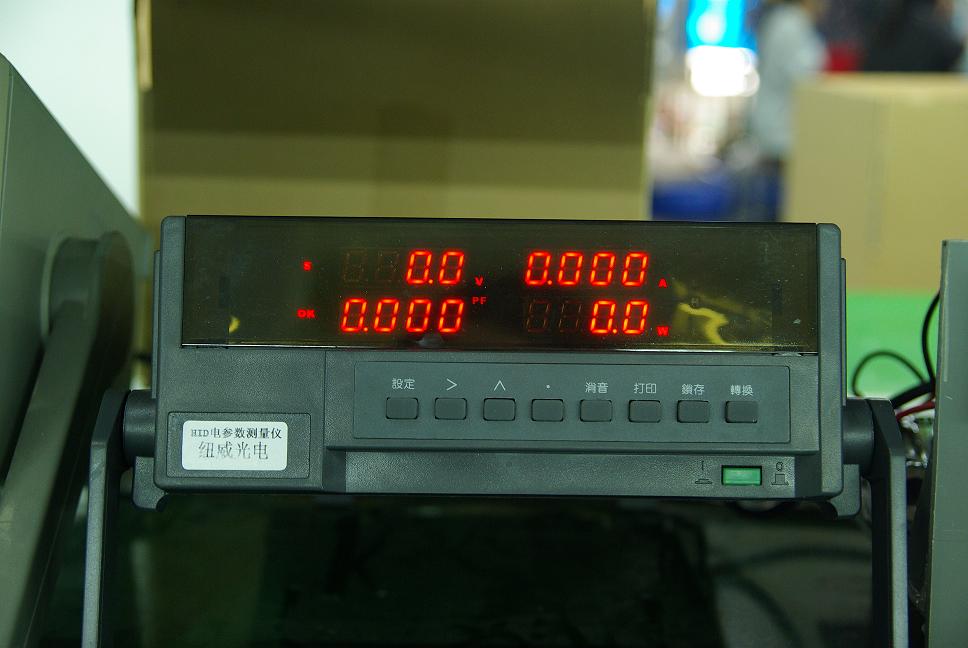 S 0.0 V 0.000 A
OK 0.000 PF 0.0 W
設定 > ∧ · 消音 打印 鎖存 轉換
HID电参数测量仪
纽威光电
I 0